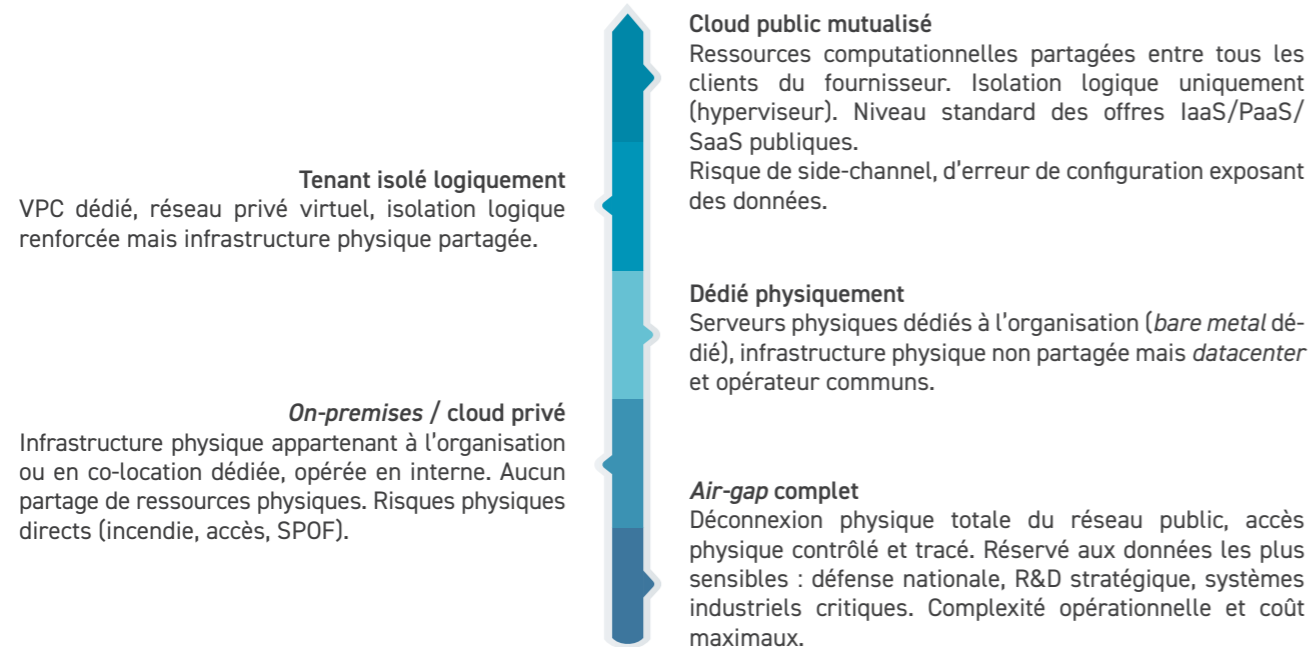 Cloud public mutualisé
Ressources computationnelles partagées entre tous les
clients du fournisseur. Isolation logique uniquement
(hyperviseur). Niveau standard des offres IaaS/PaaS/
SaaS publiques.
Risque de side-channel, d'erreur de configuration exposant
des données.
Tenant isolé logiquement
VPC dédié, réseau privé virtuel, isolation logique
renforcée mais infrastructure physique partagée.
Dédié physiquement
Serveurs physiques dédiés à l'organisation (bare metal dé-
dié), infrastructure physique non partagée mais datacenter
et opérateur communs.
On-premises / cloud privé
Infrastructure physique appartenant à l'organisation
ou en co-location dédiée, opérée en interne. Aucun
partage de ressources physiques. Risques physiques
directs (incendie, accès, SPOF).
Air-gap complet
Déconnexion physique totale du réseau public, accès
physique contrôlé et tracé. Réservé aux données les plus
sensibles : défense nationale, R&D stratégique, systèmes
industriels critiques. Complexité opérationnelle et coût
maximaux.